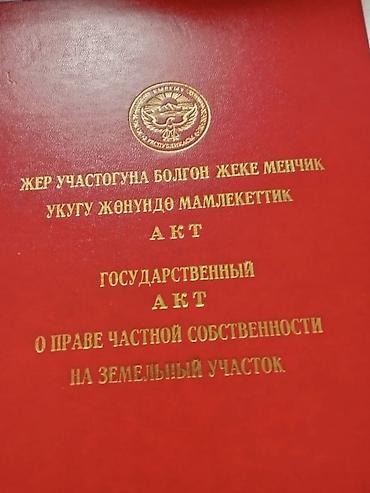 ЖЕР УЧАСТОГУНА БОЛГОН ЖЕКЕ МЕНЧИК
УКУГУ ЖӨНҮНДӨ МАМЛЕКЕТТИК
АКТ
ГОСУДАРСТВЕННЫЙ
АКТ
О ПРАВЕ ЧАСТНОЙ СОБСТВЕННОСТИ
НА ЗЕМЕЛЬНЫЙ УЧАСТОК